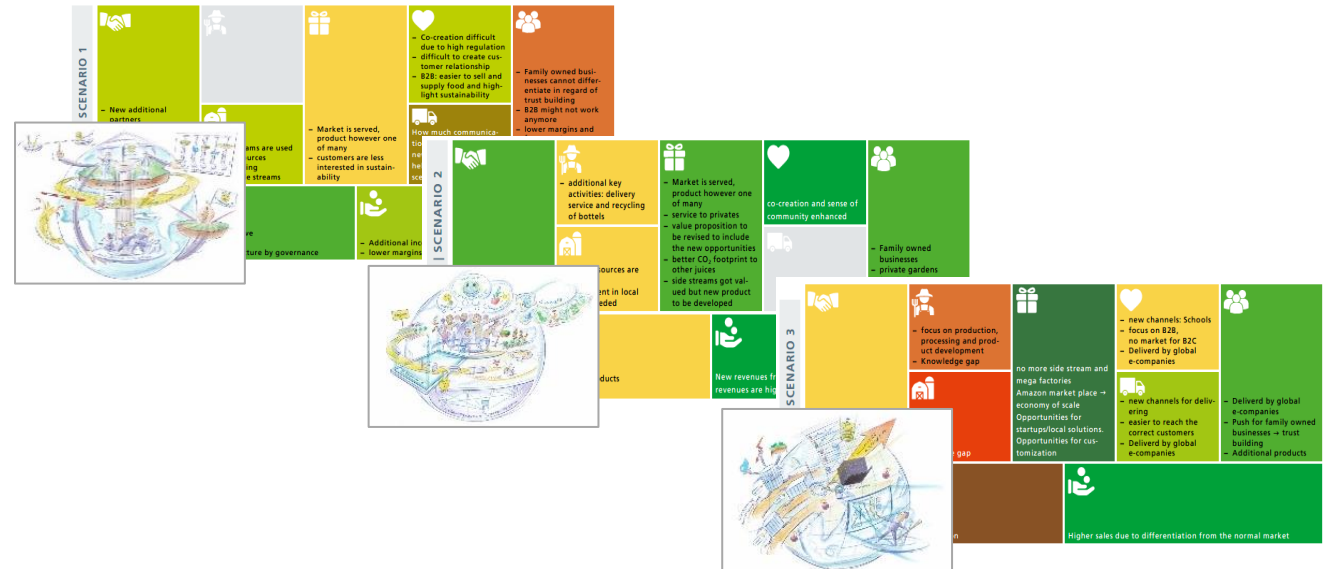 SCENARIO 1
– New additional
partners
– Market is served,
product however one
of many
– customers are less
interested in sustain-
ability
– Co-creation difficult
due to high regulation
– difficult to create cus-
tomer relationship
– B2B: easier to sell and
supply food and high-
light sustainability
How much communica-
– Family owned busi-
nesses cannot differ-
entiate in regard of
trust building
– B2B might not work
anymore
– lower margins and
are used
streams
by governance
– Additional
– lower margins
| SCENARIO 2
– additional key
activities: delivery
service and recycling
of bottels
are
in local
– Market is served,
product however one
of many
– service to privates
– value proposition to
be revised to include
the new opportunities
– better CO₂ footprint to
other juices
– side streams got val-
ued but new product
to be developed
co-creation and sense of
community enhanced
– Family owned
businesses
– private gardens
New revenues
revenues are
SCENARIO 3
– focus on production,
processing and prod-
uct development
– Knowledge gap
gap
no more side stream and
mega factories
Amazon market place →
economy of scale
Opportunities for
startups/local solutions.
Opportunities for cus-
tomization
– new channels: Schools
– focus on B2B,
no market for B2C
– Deliverd by global
e-companies
– new channels for deliv-
ering
– easier to reach the
correct customers
– Deliverd by global
e-companies
– Deliverd by global
e-companies
– Push for family owned
businesses → trust
building
– Additional products
Higher sales due to differentiation from the normal market